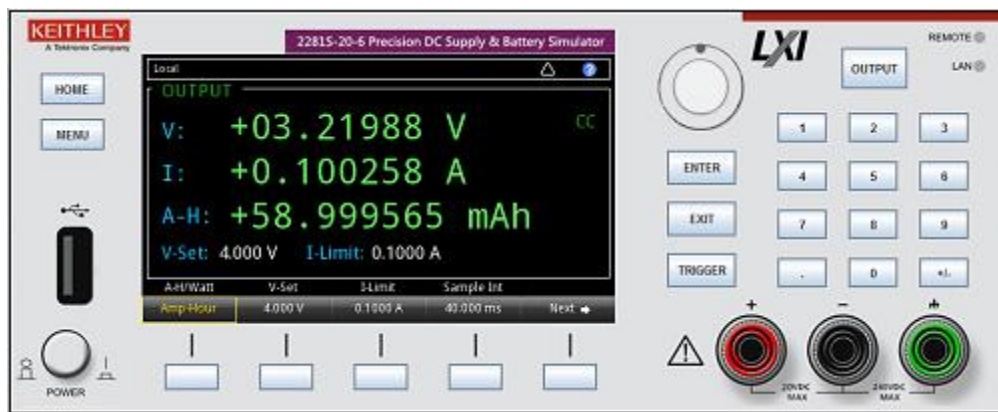 KEITHLEY
A Tektronix Company
2281S-20-6 Precision DC Supply & Battery Simulator
LXI
REMOTE
LAN
OUTPUT
HOME
MENU
Local
?
OUTPUT
V: +03.21988 V CC
I: +0.100258 A
A-H: +58.999565 mAh
V-Set: 4.000 V I-Limit: 0.1000 A
A-H/Watt V-Set I-Limit Sample Int
Amp-Hour 4.000 V 0.1000 A 40.000 ms Next
1 2 3
ENTER 4 5 6
EXIT 7 8 9
TRIGGER . 0 +/-
+ −
POWER
20VDC MAX
240VDC MAX